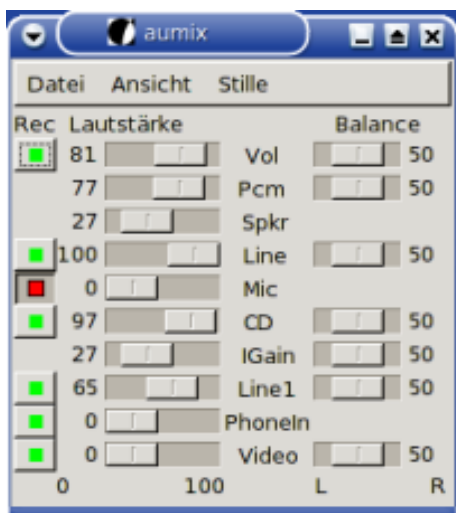 aumix
Datei Ansicht Stille
Rec Lautstärke Balance
81 Vol 50
77 Pcm 50
27 Spkr
100 Line 50
0 Mic
97 CD 50
27 IGain 50
65 Line1 50
0 PhoneIn
0 Video 50
0 100 L R